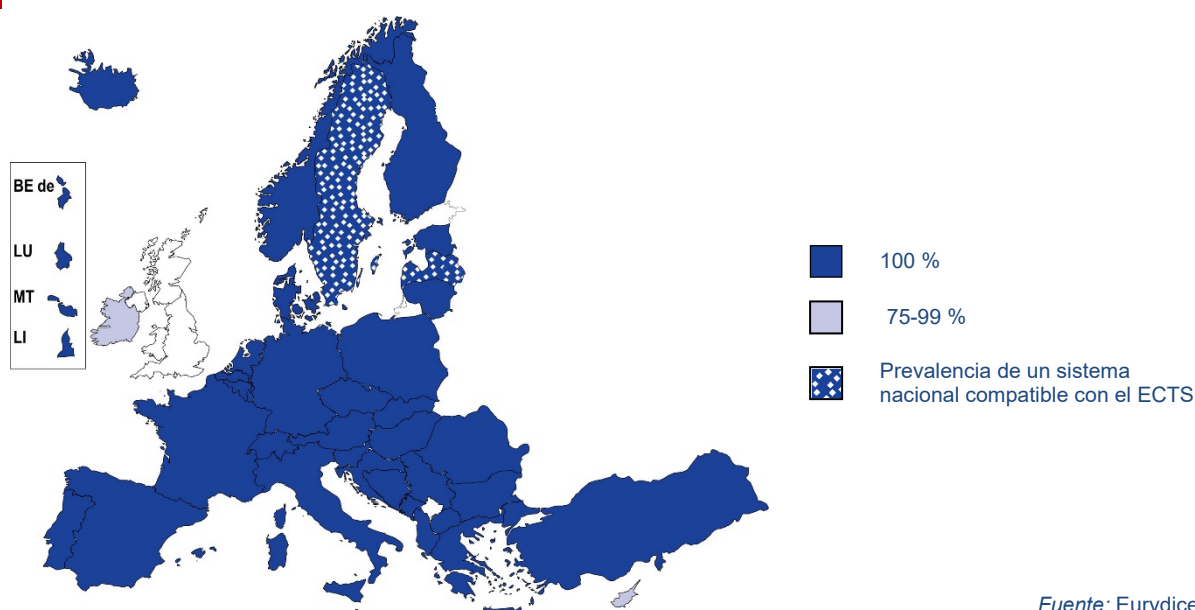 BE de
LU
MT
LI
100 %
75-99 %
Prevalencia de un sistema
nacional compatible con el ECTS
Fuente: Eurydice